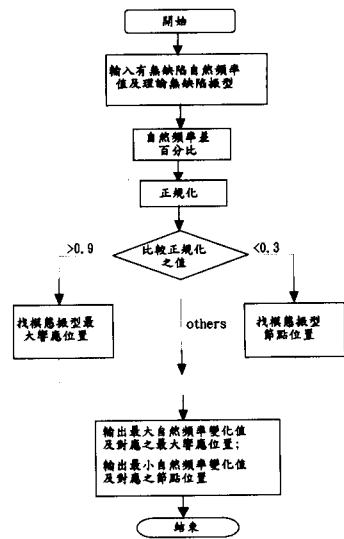 開始
輸入有無缺陷自然頻率
值及理論無缺陷振型
自然頻率差
百分比
正規化
比較正規化
之值
>0.9
<0.3
找模態振型最
大響應位置
others
找模態振型
節點位置
輸出最大自然頻率變化值
及對應之最大響應位置;
輸出最小自然頻率變化值
及對應之節點位置
結束